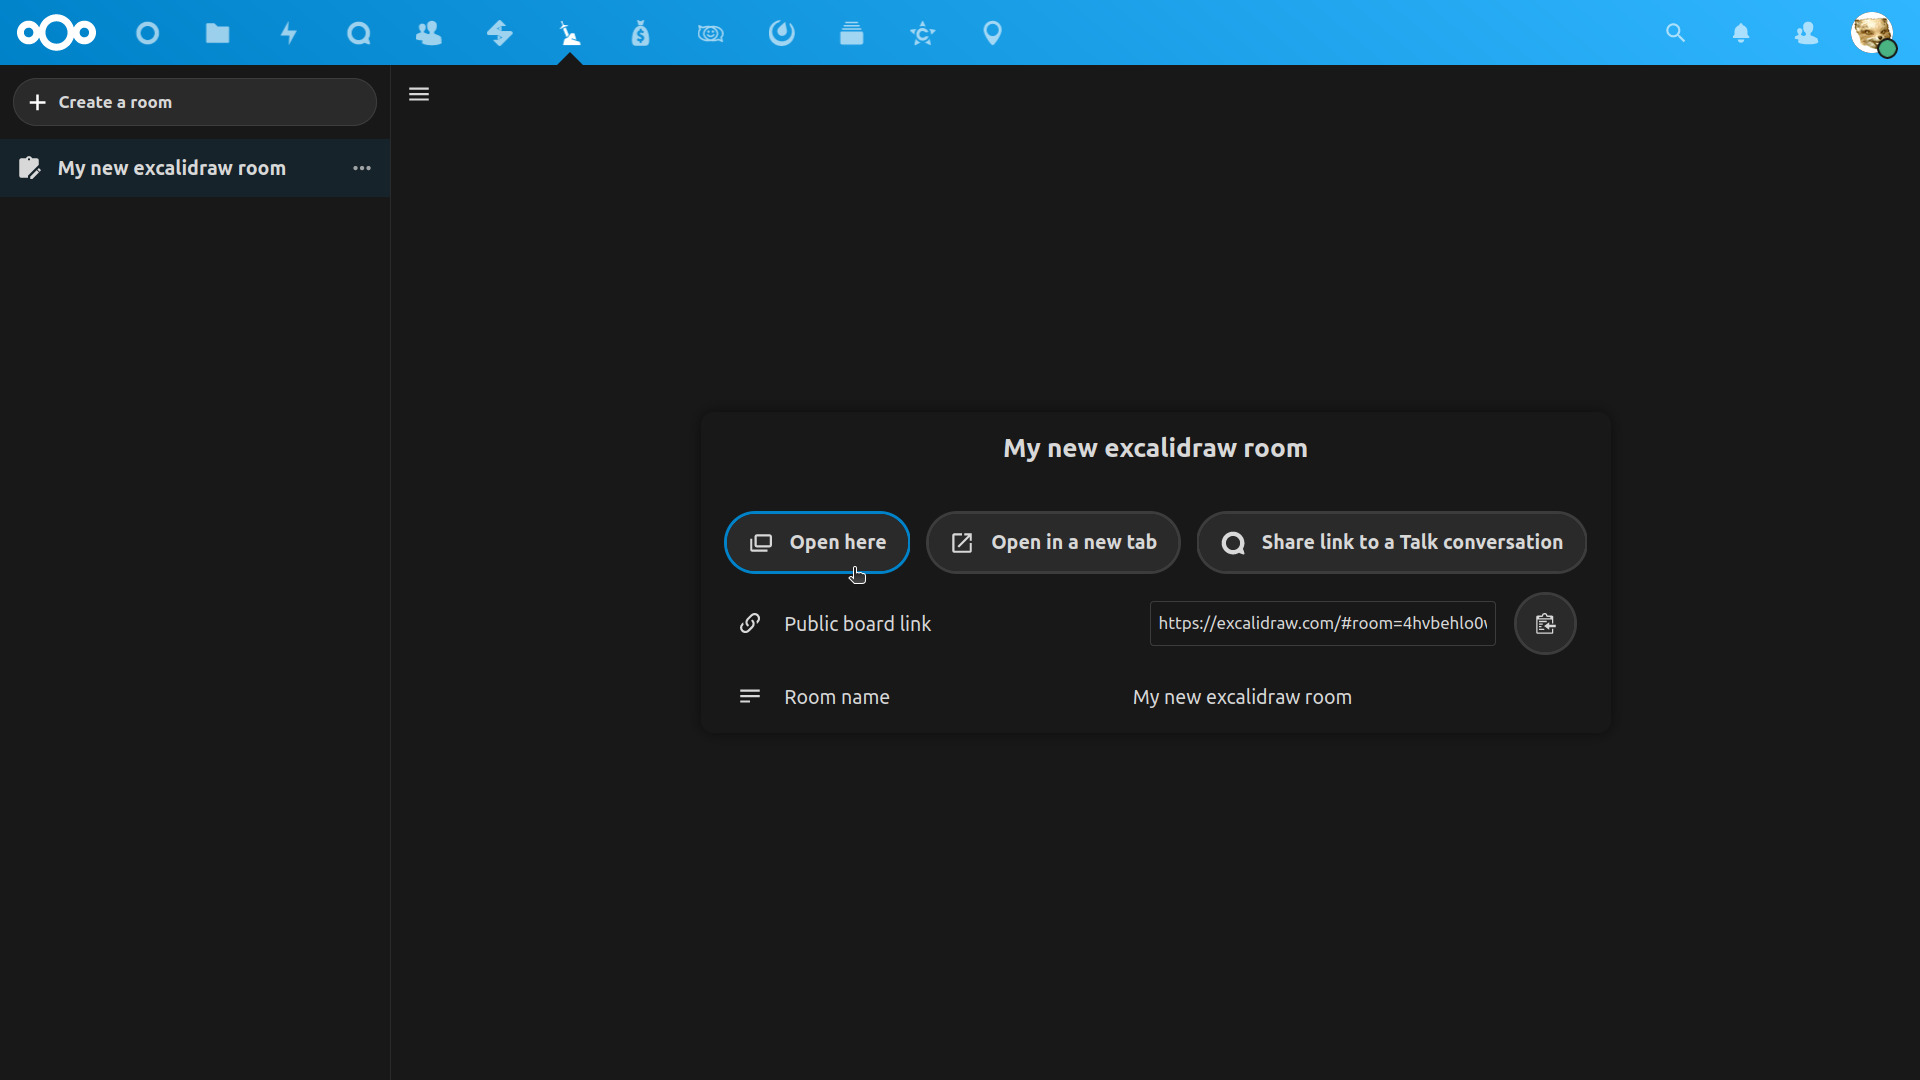 Create a room
My new excalidraw room
My new excalidraw room
Open here
Open in a new tab
Share link to a Talk conversation
Public board link
https://excalidraw.com/#room=4hvbehlo0
Room name
My new excalidraw room